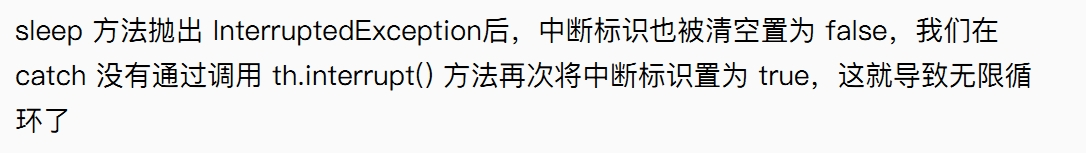 sleep 方法抛出 InterruptedException后，中断标识也被清空置为 false，我们在
catch 没有通过调用 th.interrupt() 方法再次将中断标识置为 true，这就导致无限循
环了